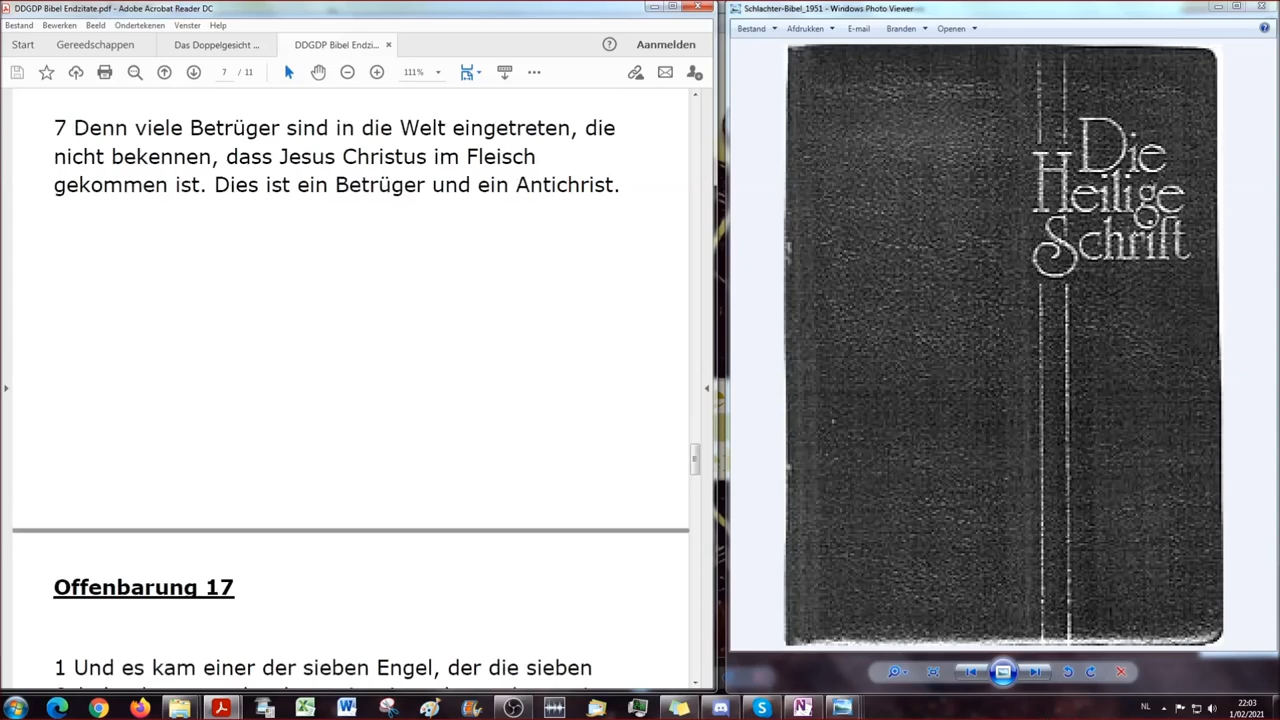 DDGDP Bibel Endzitate.pdf - Adobe Acrobat Reader DC
Bestand Bewerken Beeld Ondertekenen Venster Help
Start Gereedschappen Das Doppelgesicht ... DDGDP Bibel Endzi... × Anmelden
7 / 11 111%
7 Denn viele Betrüger sind in die Welt eingetreten, die
nicht bekennen, dass Jesus Christus im Fleisch
gekommen ist. Dies ist ein Betrüger und ein Antichrist.
Offenbarung 17
1 Und es kam einer der sieben Engel, der die sieben
Schlachter-Bibel_1951 - Windows Photo Viewer
Bestand Afdrukken E-mail Branden Openen
Die
Heilige
Schrift
NL 22:03
1/02/2021